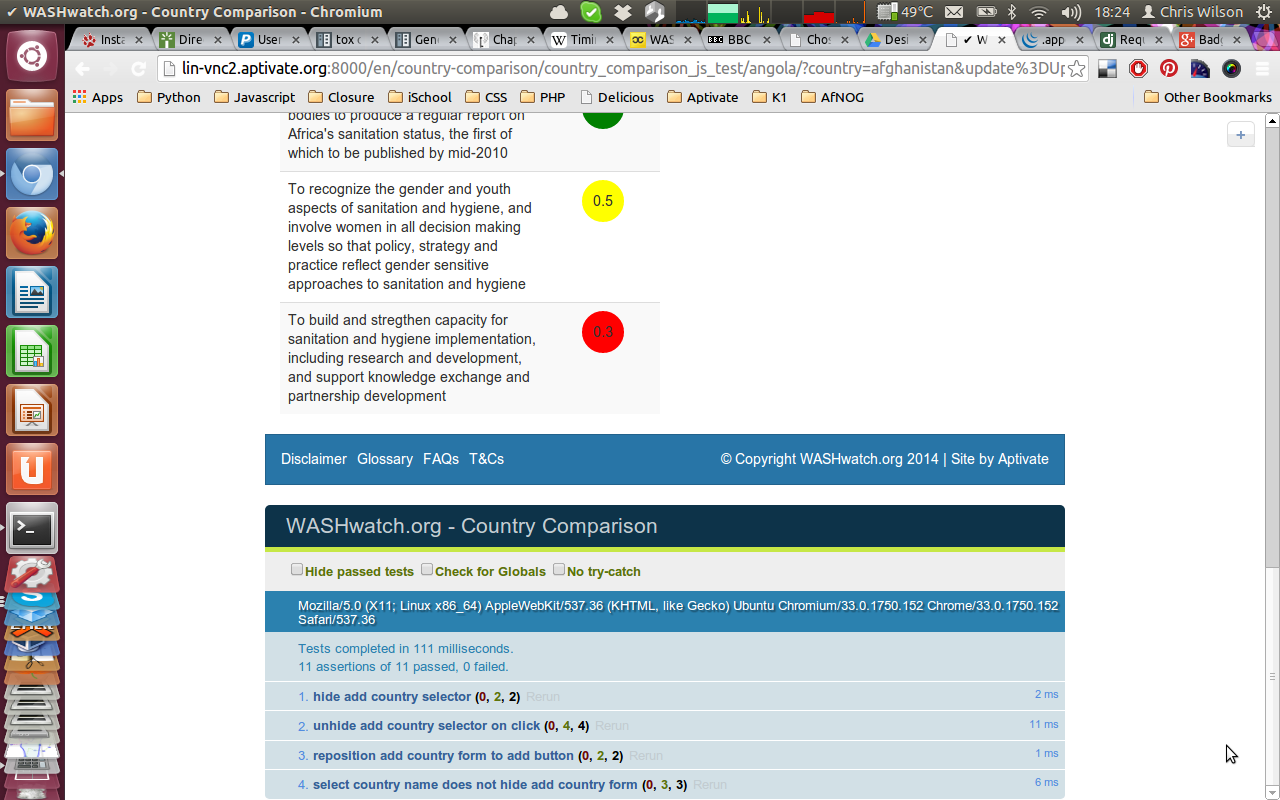 ✔ WASHwatch.org - Country Comparison - Chromium
49°C
18:24
Chris Wilson
Insta
Dire
User
tox c
Gene
Chap
Timi
WAS
BBC
Cho
Desi
✔ W
.app
Requ
Bad
lin-vnc2.aptivate.org:8000/en/country-comparison/country_comparison_js_test/angola/?country=afghanistan&update%3DUp
Apps
Python
Javascript
Closure
iSchool
CSS
PHP
Delicious
Aptivate
K1
AfNOG
Other Bookmarks
bodies to produce a regular report on
Africa's sanitation status, the first of
which to be published by mid-2010
To recognize the gender and youth
aspects of sanitation and hygiene, and
involve women in all decision making
levels so that policy, strategy and
practice reflect gender sensitive
approaches to sanitation and hygiene
0.5
To build and stregthen capacity for
sanitation and hygiene implementation,
including research and development,
and support knowledge exchange and
partnership development
0.3
Disclaimer Glossary FAQs T&Cs
© Copyright WASHwatch.org 2014 | Site by Aptivate
WASHwatch.org - Country Comparison
Hide passed tests Check for Globals No try-catch
Mozilla/5.0 (X11; Linux x86_64) AppleWebKit/537.36 (KHTML, like Gecko) Ubuntu Chromium/33.0.1750.152 Chrome/33.0.1750.152
Safari/537.36
Tests completed in 111 milliseconds.
11 assertions of 11 passed, 0 failed.
1. hide add country selector (0, 2, 2) Rerun 2 ms
2. unhide add country selector on click (0, 4, 4) Rerun 11 ms
3. reposition add country form to add button (0, 2, 2) Rerun 1 ms
4. select country name does not hide add country form (0, 3, 3) Rerun 6 ms